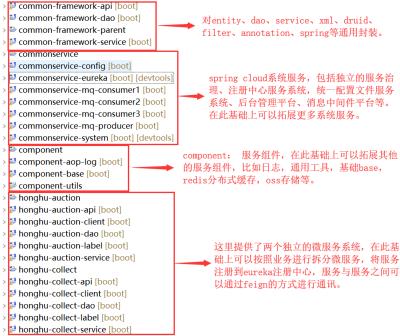 common-framework-api [boot]
common-framework-dao [boot]
common-framework-parent
common-framework-service [boot]
commonservice
commonservice-config [boot]
commonservice-eureka [boot] [devtools]
commonservice-mq-consumer1 [boot]
commonservice-mq-consumer2 [boot]
commonservice-mq-consumer3 [boot]
commonservice-mq-producer [boot]
commonservice-system [boot] [devtools]
component
component-aop-log [boot]
component-base [boot]
component-utils
honghu-auction
honghu-auction-api [boot]
honghu-auction-client [boot]
honghu-auction-dao [boot]
honghu-auction-label [boot]
honghu-auction-service [boot]
honghu-collect
honghu-collect-api [boot]
honghu-collect-client [boot]
honghu-collect-dao [boot]
honghu-collect-label [boot]
honghu-collect-service [boot]
对entity、dao、service、xml、druid、
filter、annotation、spring等通用封装。
spring cloud系统服务，包括独立的服务治
理、注册中心服务系统，统一配置文件服务
系统、后台管理平台、消息中间件平台等。
在此基础上可以拓展更多系统服务。
component： 服务组件，在此基础上可以拓展其
他的服务组件，比如日志，通用工具，基础base，
redis分布式缓存，oss存储等。
这里提供了两个独立的微服务系统，在此基
础上可以按照业务进行拆分微服务，将服务
注册到eureka注册中心，服务与服务之间可
以通过feign的方式进行通讯。